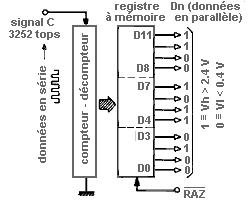 signal C
3252 tops
données en série
compteur - décompteur
registre
à mémoire
Dn (données
en parallèle)
D11
1
1
0
D8
0
D7
1
0
1
D4
1
D3
0
1
0
D0
0
1 ≡ Vh > 2.4 V
0 ≡ Vl < 0.4 V
RAZ